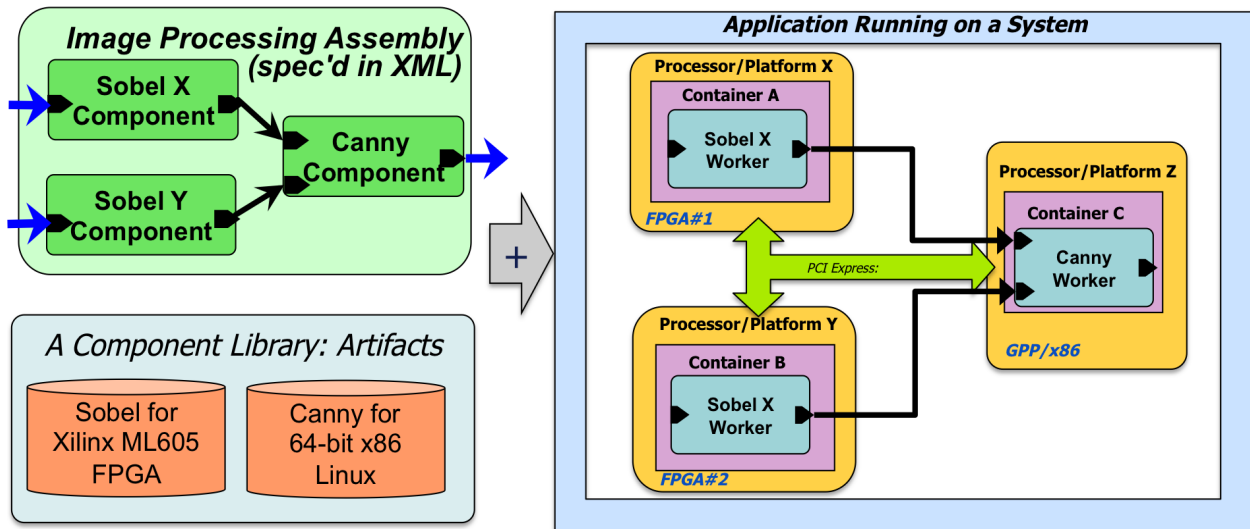 Image Processing Assembly
(spec'd in XML)
Sobel X
Component
Canny
Component
Sobel Y
Component
A Component Library: Artifacts
Sobel for
Xilinx ML605
FPGA
Canny for
64-bit x86
Linux
+
Application Running on a System
Processor/Platform X
Container A
Sobel X
Worker
FPGA#1
PCI Express:
Processor/Platform Y
Container B
Sobel X
Worker
FPGA#2
Processor/Platform Z
Container C
Canny
Worker
GPP/x86